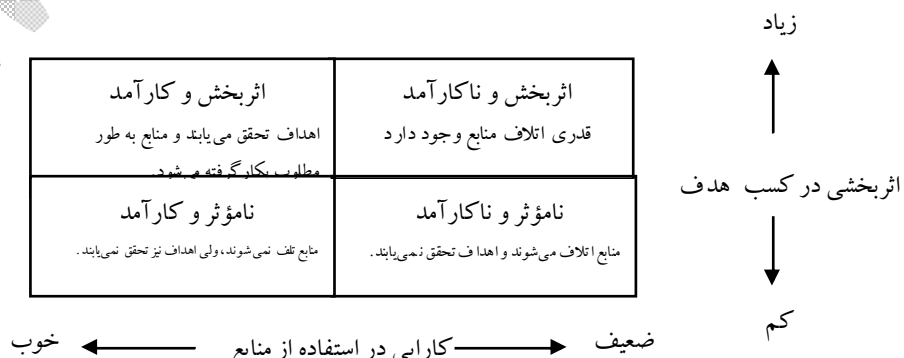 زیاد
اثربخش و ناکارآمد
قدری اتلاف منابع وجود دارد
اثربخش و کارآمد
اهداف تحقق می‌یابند و منابع به طور
مطلوب بکار گرفته می‌شود.
اثربخشی در کسب هدف
نامؤثر و ناکارآمد
منابع اتلاف می‌شوند و اهداف تحقق نمی‌یابند.
نامؤثر و کارآمد
منابع تلف نمی‌شوند، ولی اهداف نیز تحقق نمی‌یابند.
کم
ضعیف
کارایی در استفاده از منابع
خوب